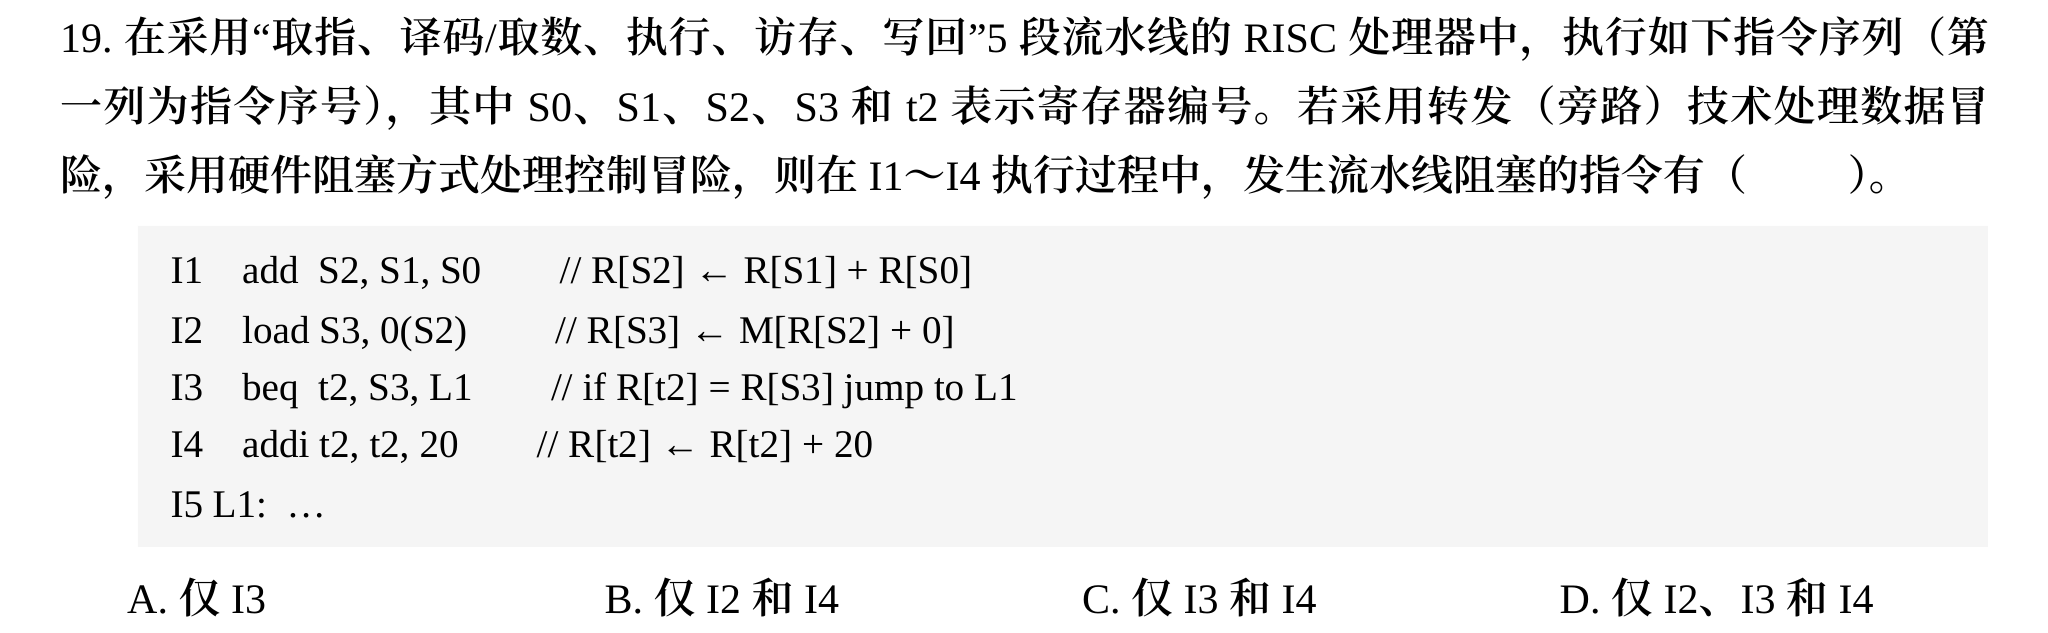 19. 在采用“取指、译码/取数、执行、访存、写回”5 段流水线的 RISC 处理器中，执行如下指令序列（第
一列为指令序号），其中 S0、S1、S2、S3 和 t2 表示寄存器编号。若采用转发（旁路）技术处理数据冒
险，采用硬件阻塞方式处理控制冒险，则在 I1～I4 执行过程中，发生流水线阻塞的指令有（　　）。
I1 add S2, S1, S0 // R[S2] ← R[S1] + R[S0]
I2 load S3, 0(S2) // R[S3] ← M[R[S2] + 0]
I3 beq t2, S3, L1 // if R[t2] = R[S3] jump to L1
I4 addi t2, t2, 20 // R[t2] ← R[t2] + 20
I5 L1: …
A. 仅 I3 B. 仅 I2 和 I4 C. 仅 I3 和 I4 D. 仅 I2、I3 和 I4